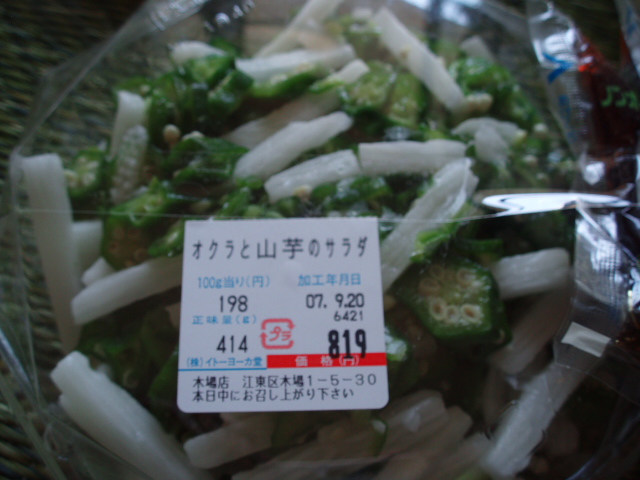 オクラと山芋のサラダ
100g当り(円) 加工年月日
198 07. 9.20
正味量(g) 6421
414 プラ 819
(株)イトーヨーカ堂 価格(円)
木場店 江東区木場1-5-30
本日中にお召し上がり下さい